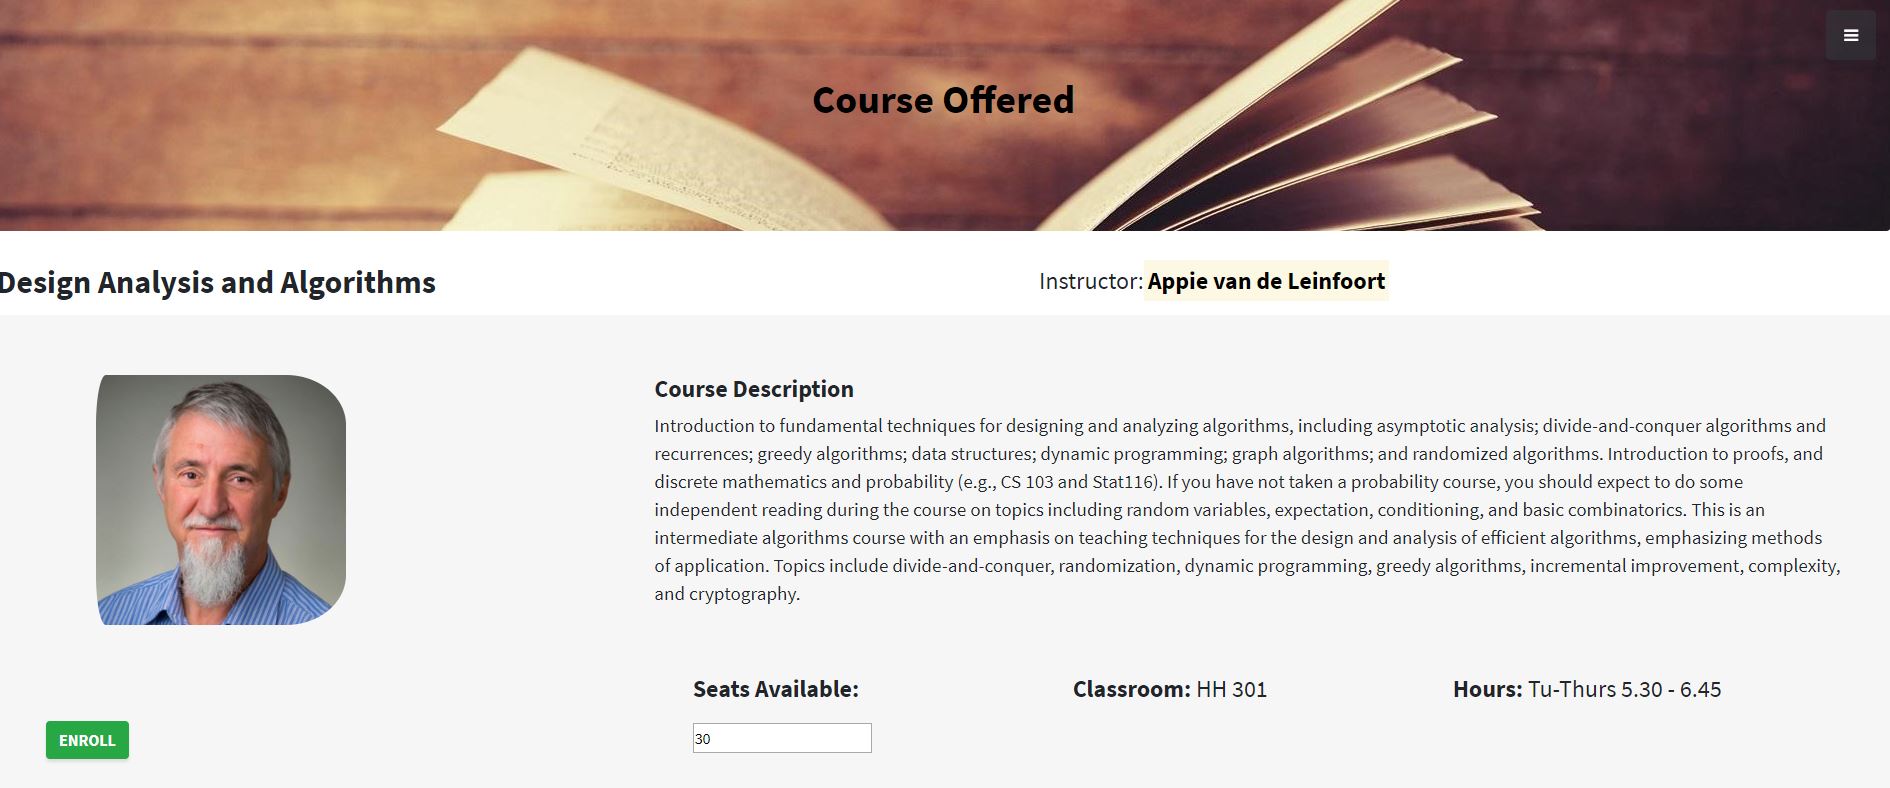 Course Offered
Design Analysis and Algorithms
Instructor: Appie van de Leinfoort
Course Description
Introduction to fundamental techniques for designing and analyzing algorithms, including asymptotic analysis; divide-and-conquer algorithms and
recurrences; greedy algorithms; data structures; dynamic programming; graph algorithms; and randomized algorithms. Introduction to proofs, and
discrete mathematics and probability (e.g., CS 103 and Stat116). If you have not taken a probability course, you should expect to do some
independent reading during the course on topics including random variables, expectation, conditioning, and basic combinatorics. This is an
intermediate algorithms course with an emphasis on teaching techniques for the design and analysis of efficient algorithms, emphasizing methods
of application. Topics include divide-and-conquer, randomization, dynamic programming, greedy algorithms, incremental improvement, complexity,
and cryptography.
Seats Available:
30
Classroom: HH 301
Hours: Tu-Thurs 5.30 - 6.45
ENROLL